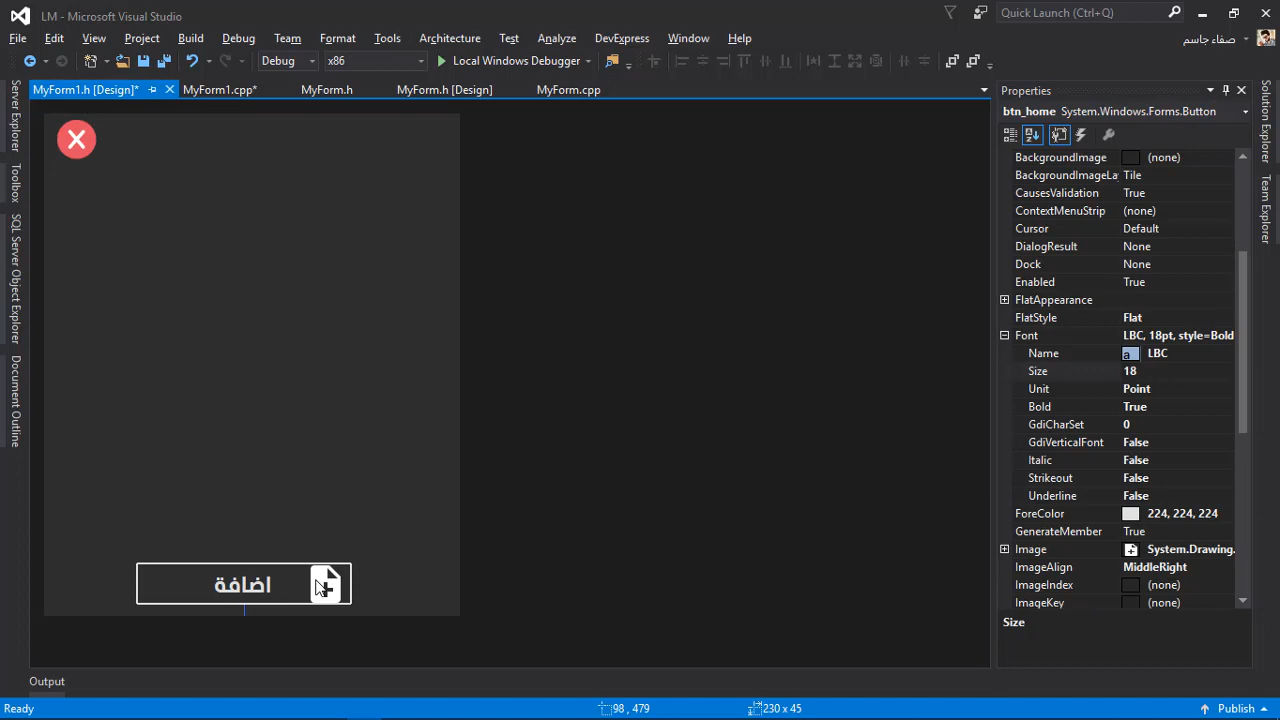 LM - Microsoft Visual Studio
Quick Launch (Ctrl+Q)
File Edit View Project Build Debug Team Format Tools Architecture Test Analyze DevExpress Window Help
صفاء جاسم
Debug x86 Local Windows Debugger
MyForm1.h [Design]* MyForm1.cpp* MyForm.h MyForm.h [Design] MyForm.cpp
Server Explorer
Toolbox
SQL Server Object Explorer
Document Outline
اضافة
Properties
btn_home System.Windows.Forms.Button
BackgroundImage (none)
BackgroundImageLa Tile
CausesValidation True
ContextMenuStrip (none)
Cursor Default
DialogResult None
Dock None
Enabled True
FlatAppearance
FlatStyle Flat
Font LBC, 18pt, style=Bold
Name a LBC
Size 18
Unit Point
Bold True
GdiCharSet 0
GdiVerticalFont False
Italic False
Strikeout False
Underline False
ForeColor 224, 224, 224
GenerateMember True
Image System.Drawing.
ImageAlign MiddleRight
ImageIndex (none)
ImageKey (none)
Size
Solution Explorer
Team Explorer
Output
Ready 98 , 479 230 x 45 Publish